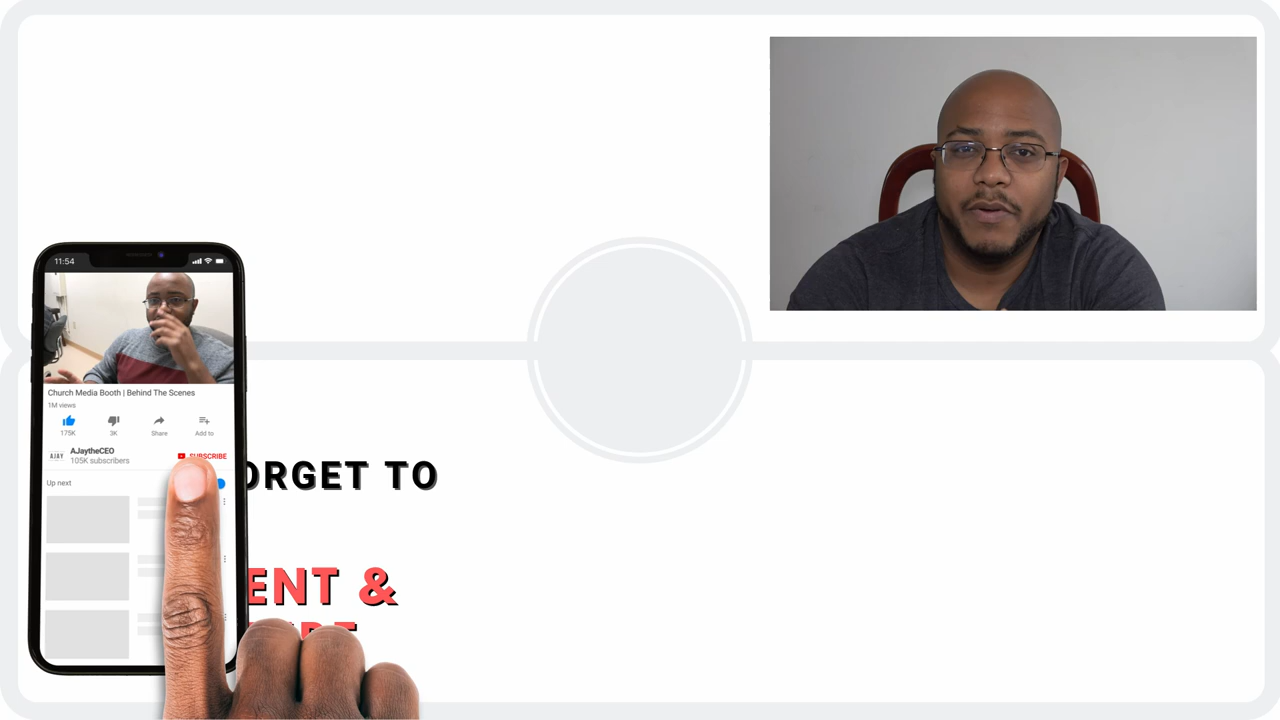 11:54
Church Media Booth | Behind The Scenes
1M views
175K
3K
Share
Add to
AJAY
AJaytheCEO
105K subscribers
SUBSCRIBE
Up next
ORGET TO
ENT &